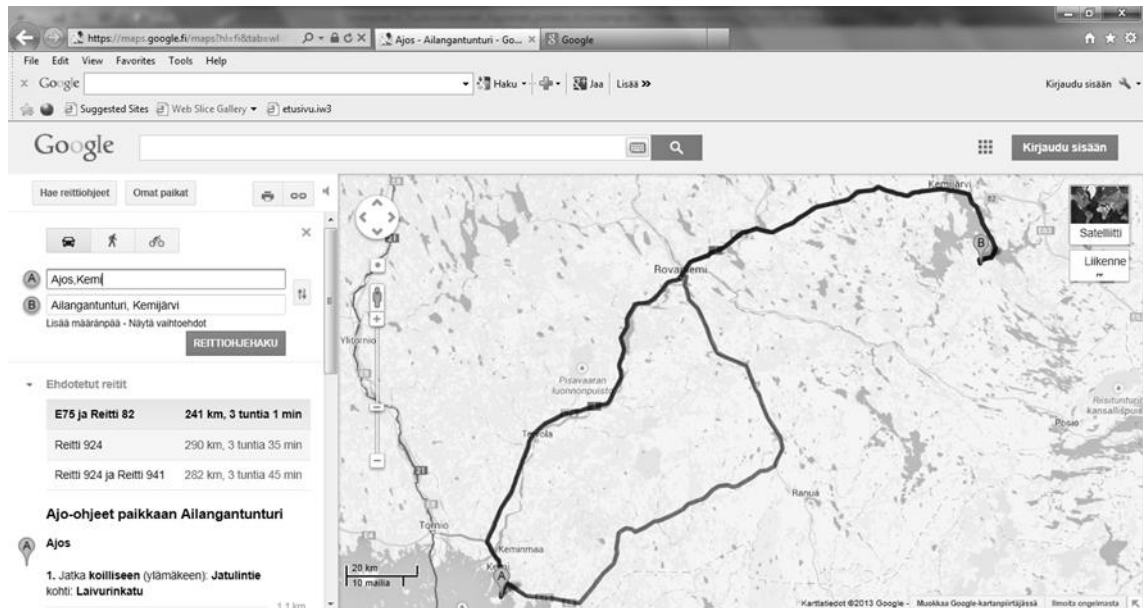 https://maps.google.fi/maps?hl=fi&tab=wl
Ajos - Ailangantunturi - Go...
Google
File Edit View Favorites Tools Help
Google
Haku
Jaa
Lisää »
Kirjaudu sisään
Suggested Sites
Web Slice Gallery
etusivu.iw3
Google
Kirjaudu sisään
Hae reittiohjeet
Omat paikat
A Ajos,Kemi
B Ailangantunturi, Kemijärvi
Lisää määränpää - Näytä vaihtoehdot
REITTIOHJEHAKU
Ehdotetut reitit
E75 ja Reitti 82 241 km, 3 tuntia 1 min
Reitti 924 290 km, 3 tuntia 35 min
Reitti 924 ja Reitti 941 282 km, 3 tuntia 45 min
Ajo-ohjeet paikkaan Ailangantunturi
A Ajos
1. Jatka koilliseen (ylämäkeen): Jatulintie
kohti: Laivurinkatu
1,1 km
Kemijärvi
82
Satelliitti
B
Liikenne
Rovaniemi
21
Ylitornio
Pisavaaran
luonnonpuisto
Riisitunturin
kansallispuisto
Posio
Tervola
21
Ranua
Tornio
Keminmaa
Kemi
A
20 km
10 mailia
Karttatiedot ©2013 Google - Muokkaa Google-kartanpiirtäjässä Ilmoita ongelmasta